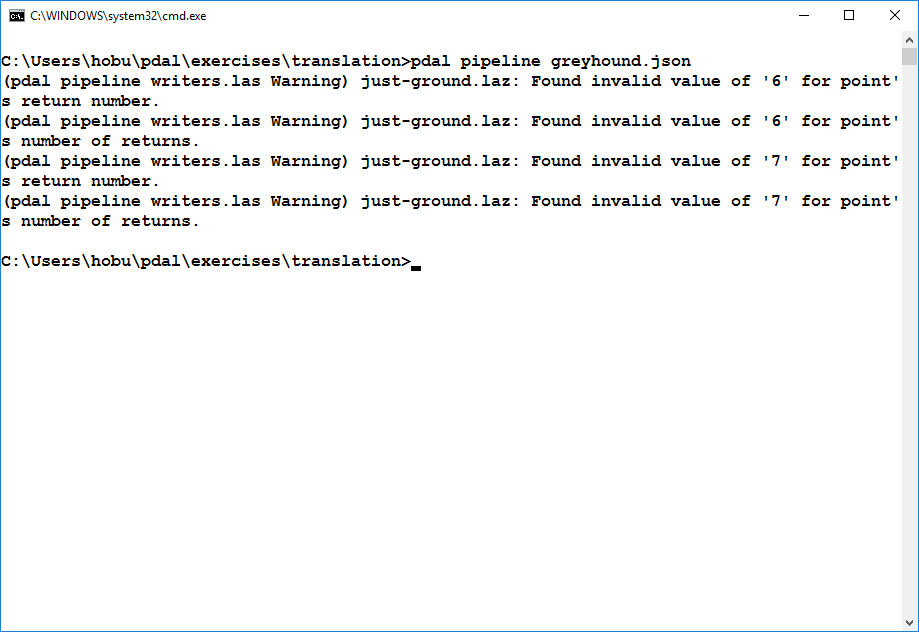 C:\WINDOWS\system32\cmd.exe
C:\Users\hobu\pdal\exercises\translation>pdal pipeline greyhound.json
(pdal pipeline writers.las Warning) just-ground.laz: Found invalid value of '6' for point'
s return number.
(pdal pipeline writers.las Warning) just-ground.laz: Found invalid value of '6' for point'
s number of returns.
(pdal pipeline writers.las Warning) just-ground.laz: Found invalid value of '7' for point'
s return number.
(pdal pipeline writers.las Warning) just-ground.laz: Found invalid value of '7' for point'
s number of returns.
C:\Users\hobu\pdal\exercises\translation>